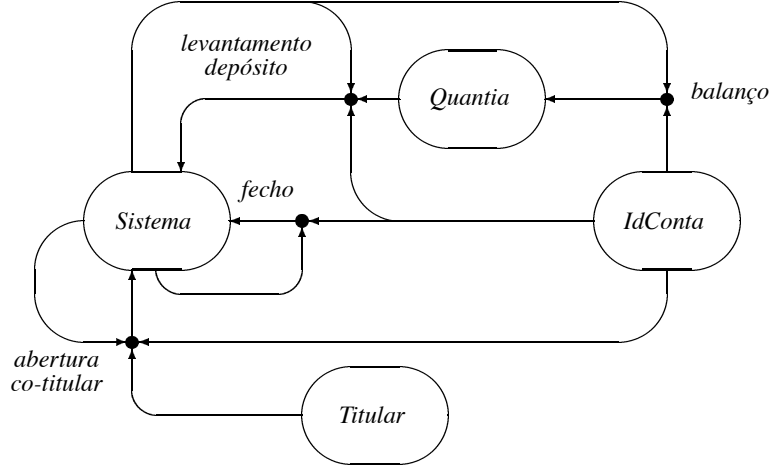 levantamento
depósito
Quantia
balanço
fecho
Sistema
IdConta
abertura
co-titular
Titular